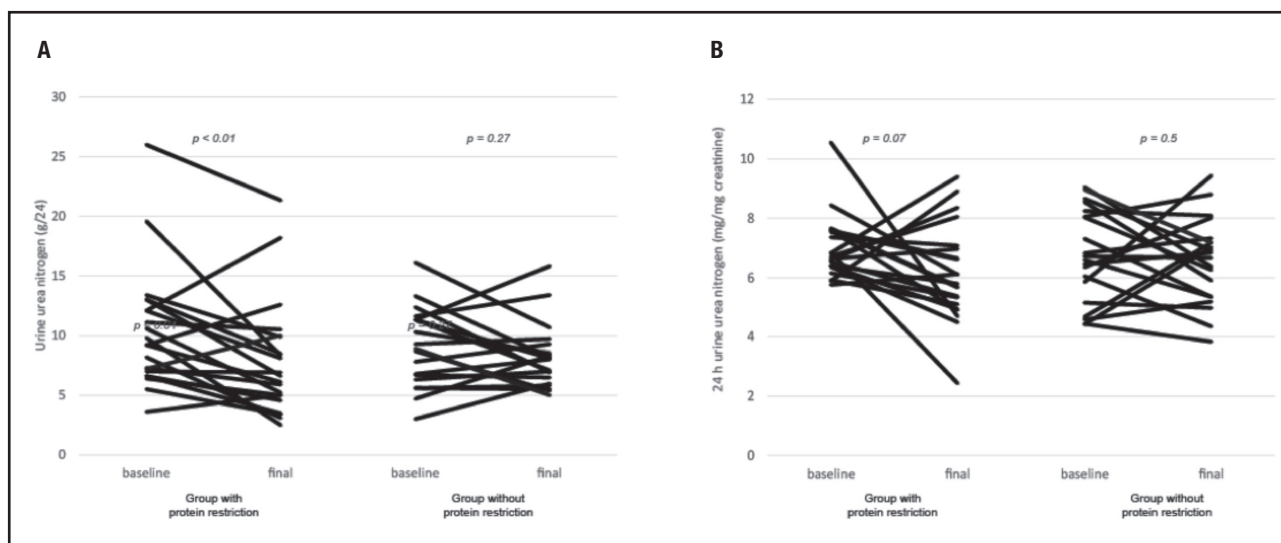 A
Urine urea nitrogen (g/24)
30
25
20
15
10
5
0
p < 0.01
p = 0.27
baseline
final
baseline
final
Group with
protein restriction
Group without
protein restriction
B
24 h urine urea nitrogen (mg/mg creatinine)
12
10
8
6
4
2
0
p = 0.07
p = 0.5
baseline
final
baseline
final
Group with
protein restriction
Group without
protein restriction